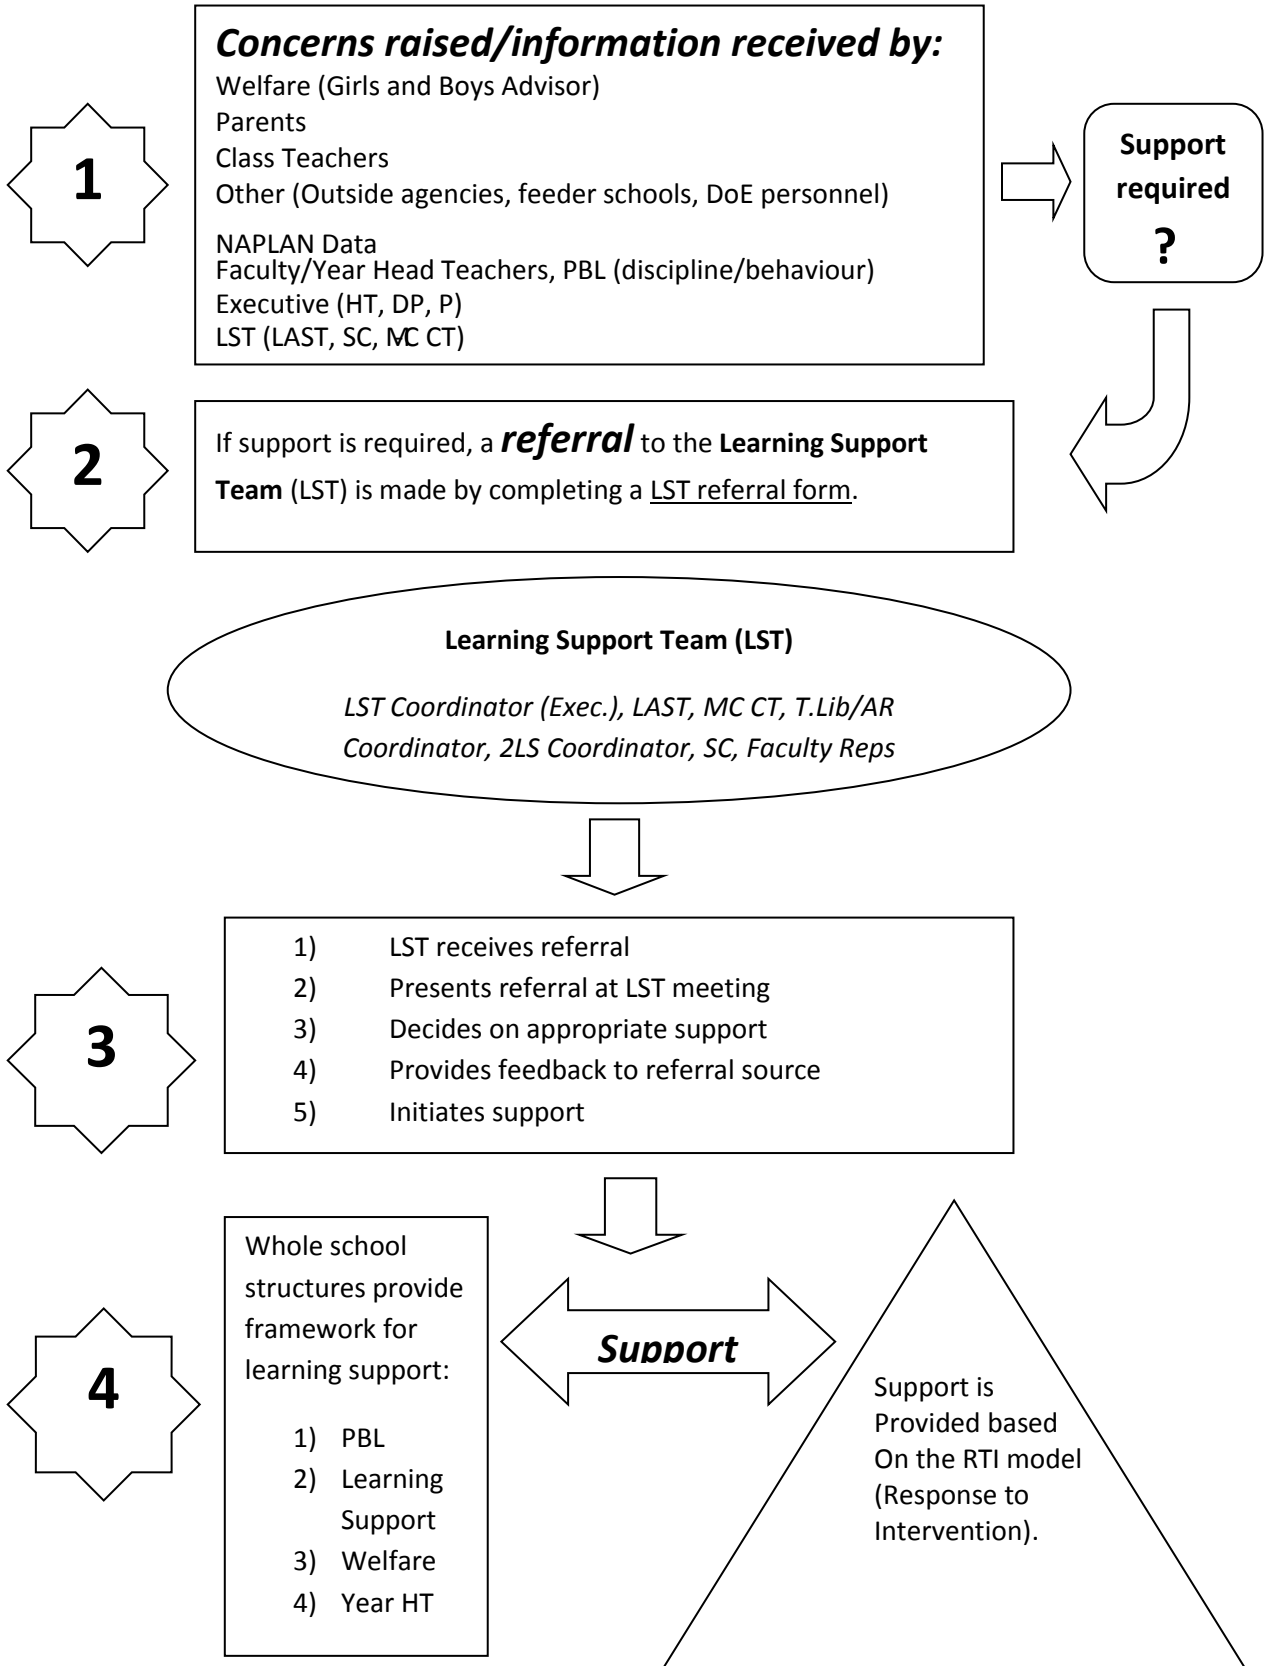 Concerns raised/information received by:
Welfare (Girls and Boys Advisor)
Parents
Class Teachers
Other (Outside agencies, feeder schools, DoE personnel)
NAPLAN Data
Faculty/Year Head Teachers, PBL (discipline/behaviour)
Executive (HT, DP, P)
LST (LAST, SC, MC CT)
1
Support
required
?
2
If support is required, a referral to the Learning Support
Team (LST) is made by completing a LST referral form.
Learning Support Team (LST)
LST Coordinator (Exec.), LAST, MC CT, T.Lib/AR
Coordinator, 2LS Coordinator, SC, Faculty Reps
3
1) LST receives referral
2) Presents referral at LST meeting
3) Decides on appropriate support
4) Provides feedback to referral source
5) Initiates support
4
Whole school
structures provide
framework for
learning support:
1) PBL
2) Learning
Support
3) Welfare
4) Year HT
Support
Support is
Provided based
On the RTI model
(Response to
Intervention).